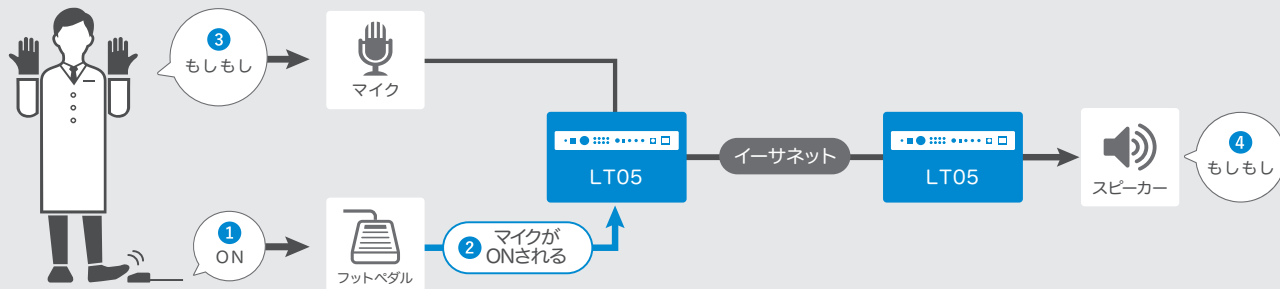 3
もしもし
マイク
LT05
イーサネット
LT05
スピーカー
4
もしもし
1
ON
フットペダル
2
マイクが
ONされる